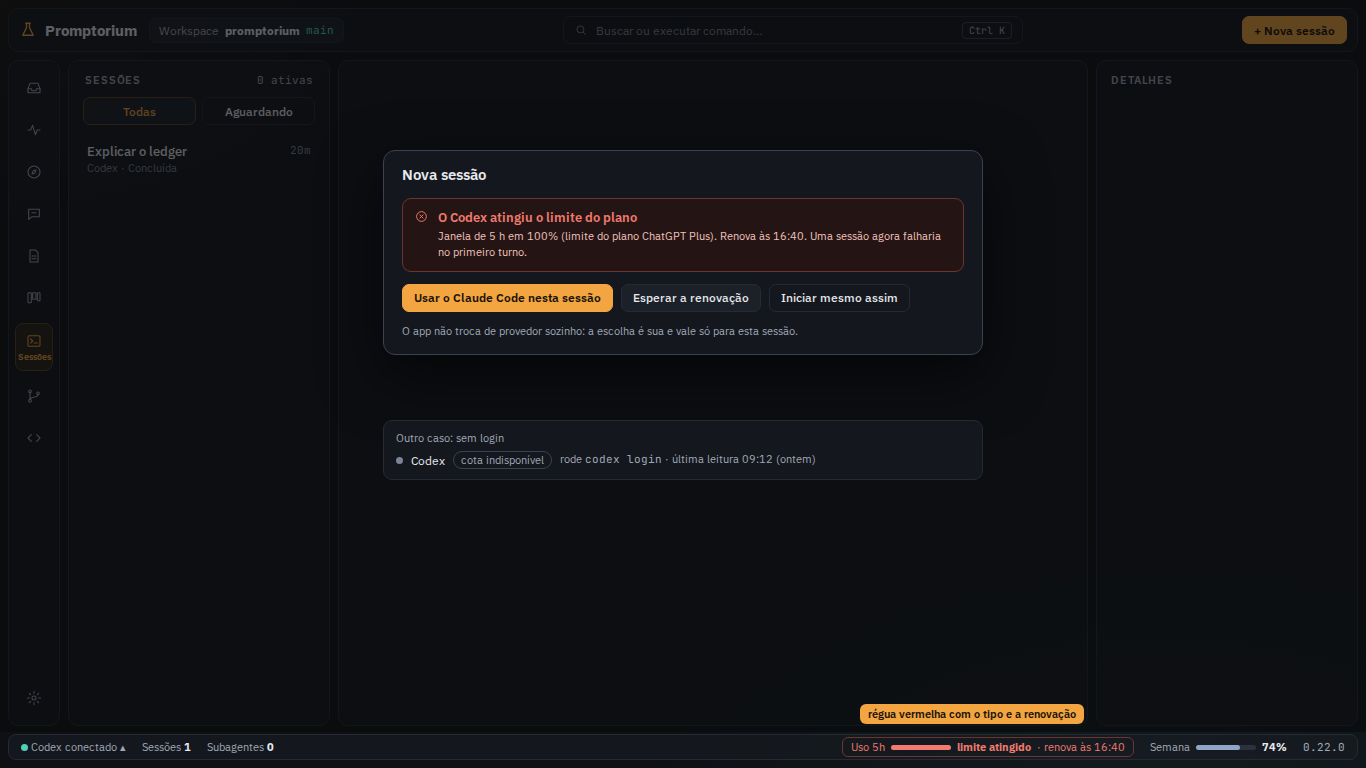 Promptorium
Workspace promptorium main
Buscar ou executar comando...
Ctrl K
+ Nova sessão
SESSÕES
0 ativas
Todas
Aguardando
Explicar o ledger
20m
Codex · Concluída
Sessões
DETALHES
Nova sessão
O Codex atingiu o limite do plano
Janela de 5 h em 100% (limite do plano ChatGPT Plus). Renova às 16:40. Uma sessão agora falharia
no primeiro turno.
Usar o Claude Code nesta sessão
Esperar a renovação
Iniciar mesmo assim
O app não troca de provedor sozinho: a escolha é sua e vale só para esta sessão.
Outro caso: sem login
Codex cota indisponível rode codex login · última leitura 09:12 (ontem)
régua vermelha com o tipo e a renovação
Codex conectado ▴ Sessões 1 Subagentes 0
Uso 5h limite atingido · renova às 16:40
Semana 74%
0.22.0